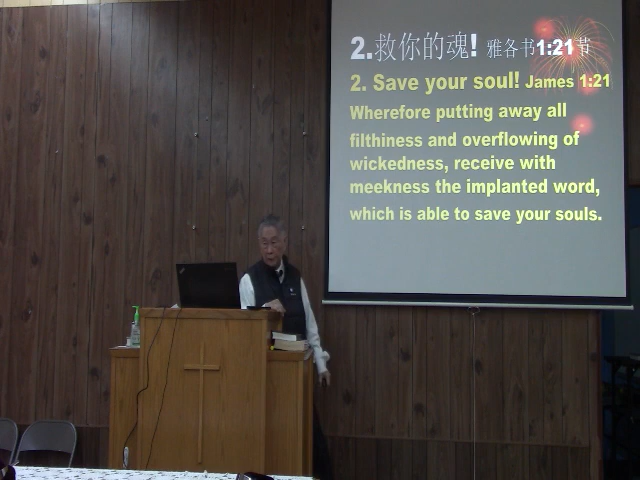 2.救你的魂! 雅各书1:21节
2. Save your soul! James 1:21
Wherefore putting away all
filthiness and overflowing of
wickedness, receive with
meekness the implanted word,
which is able to save your souls.